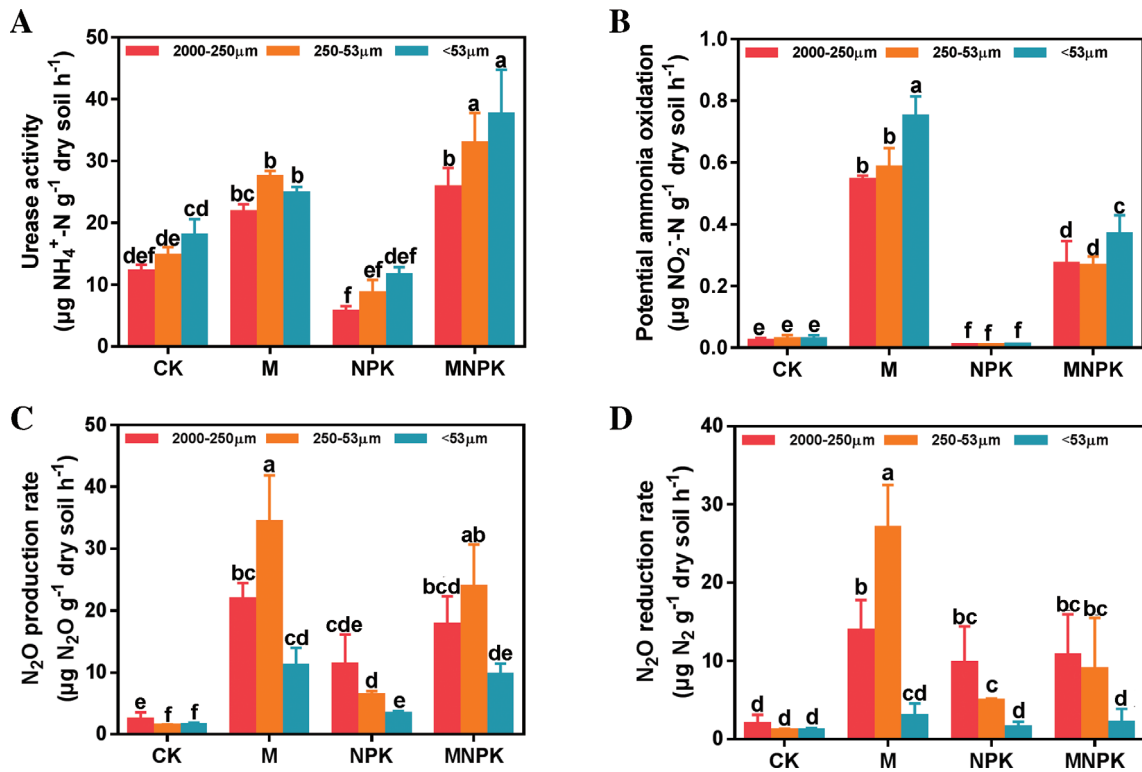 A
Urease activity
(µg NH₄⁺-N g⁻¹ dry soil h⁻¹)
50
40
30
20
10
0
2000-250µm 250-53µm <53µm
def de cd
bc b b
f ef def
b a a
CK M NPK MNPK
B
Potential ammonia oxidation
(µg NO₂⁻-N g⁻¹ dry soil h⁻¹)
1.0
0.8
0.6
0.4
0.2
0.0
2000-250µm 250-53µm <53µm
e e e
b b a
f f f
d d c
CK M NPK MNPK
C
N₂O production rate
(µg N₂O g⁻¹ dry soil h⁻¹)
50
40
30
20
10
0
2000-250µm 250-53µm <53µm
e f f
bc a cd
cde d e
bcd ab de
CK M NPK MNPK
D
N₂O reduction rate
(µg N₂ g⁻¹ dry soil h⁻¹)
40
30
20
10
0
2000-250µm 250-53µm <53µm
d d d
b a cd
bc c d
bc bc d
CK M NPK MNPK